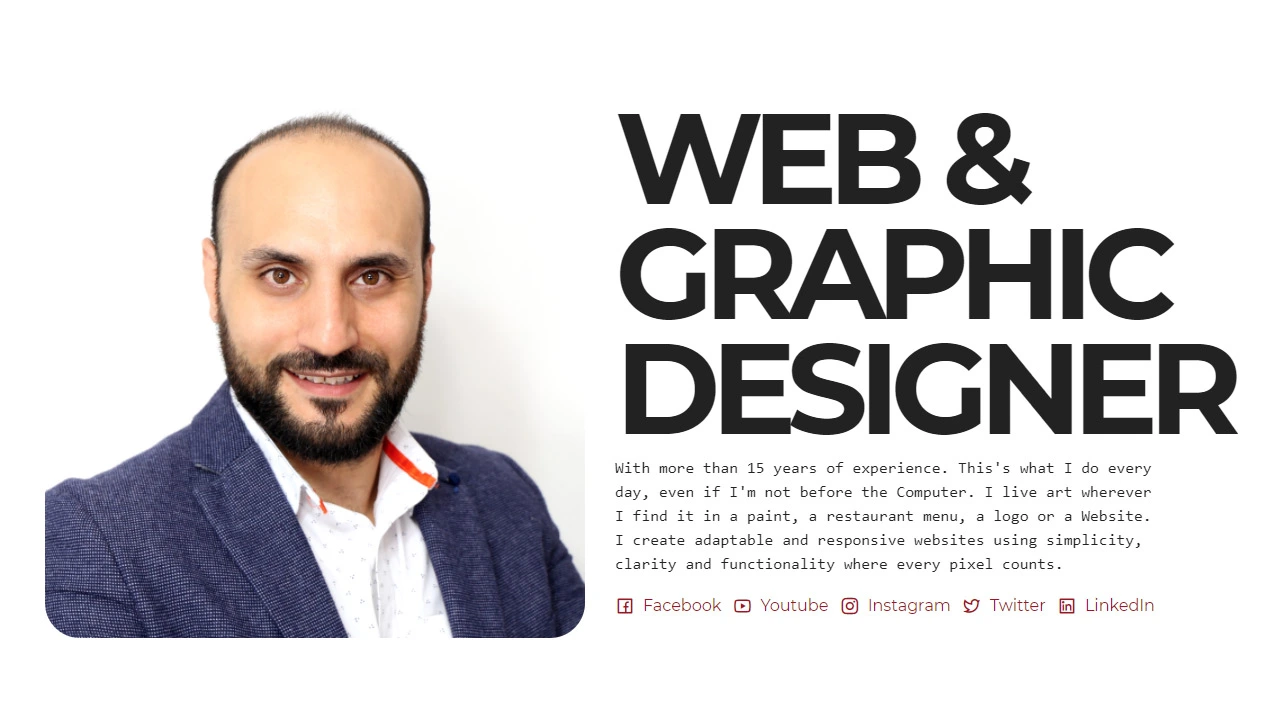 WEB &
GRAPHIC
DESIGNER
With more than 15 years of experience. This's what I do every
day, even if I'm not before the Computer. I live art wherever
I find it in a paint, a restaurant menu, a logo or a Website.
I create adaptable and responsive websites using simplicity,
clarity and functionality where every pixel counts.
Facebook Youtube Instagram Twitter LinkedIn